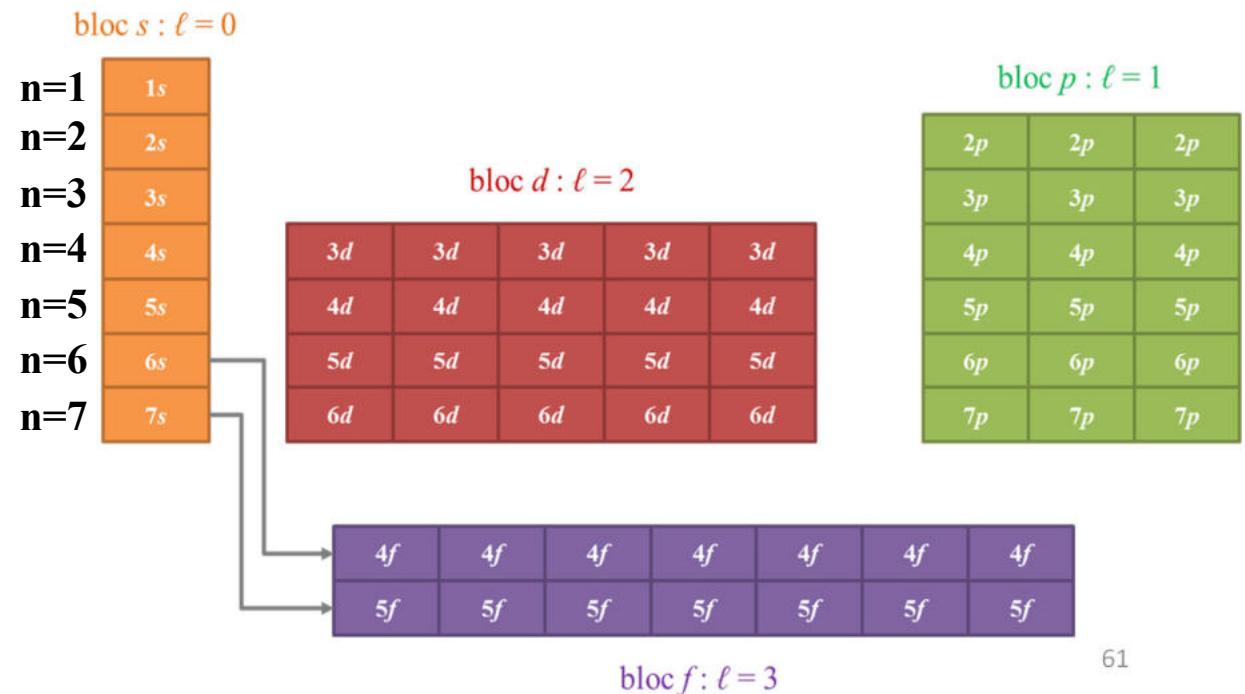 bloc s : ℓ = 0
bloc p : ℓ = 1
bloc d : ℓ = 2
n=1 1s
n=2 2s 2p 2p 2p
n=3 3s 3p 3p 3p
n=4 4s 3d 3d 3d 3d 3d 4p 4p 4p
n=5 5s 4d 4d 4d 4d 4d 5p 5p 5p
n=6 6s 5d 5d 5d 5d 5d 6p 6p 6p
n=7 7s 6d 6d 6d 6d 6d 7p 7p 7p
4f 4f 4f 4f 4f 4f 4f
5f 5f 5f 5f 5f 5f 5f
bloc f : ℓ = 3
61